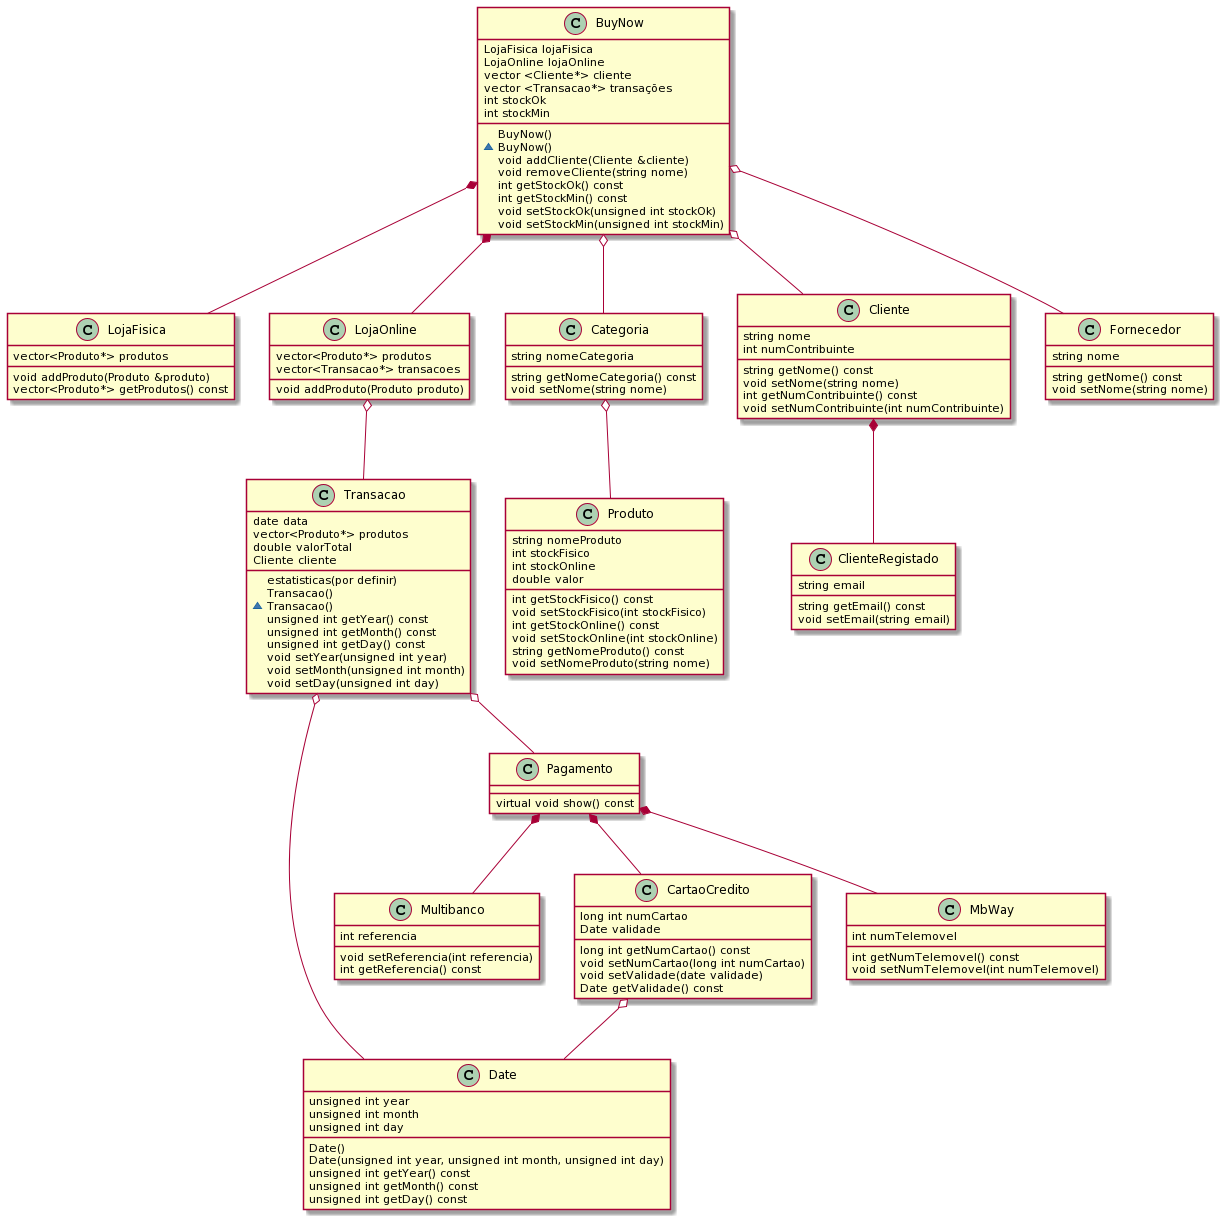 C BuyNow
LojaFisica lojaFisica
LojaOnline lojaOnline
vector <Cliente*> cliente
vector <Transacao*> transações
int stockOk
int stockMin
BuyNow()
BuyNow()
void addCliente(Cliente &cliente)
void removeCliente(string nome)
int getStockOk() const
int getStockMin() const
void setStockOk(unsigned int stockOk)
void setStockMin(unsigned int stockMin)
C LojaFisica
vector<Produto*> produtos
void addProduto(Produto &produto)
vector<Produto*> getProdutos() const
C LojaOnline
vector<Produto*> produtos
vector<Transacao*> transacoes
void addProduto(Produto produto)
C Categoria
string nomeCategoria
string getNomeCategoria() const
void setNome(string nome)
C Cliente
string nome
int numContribuinte
string getNome() const
void setNome(string nome)
int getNumContribuinte() const
void setNumContribuinte(int numContribuinte)
C Fornecedor
string nome
string getNome() const
void setNome(string nome)
C Transacao
date data
vector<Produto*> produtos
double valorTotal
Cliente cliente
estatisticas(por definir)
Transacao()
Transacao()
unsigned int getYear() const
unsigned int getMonth() const
unsigned int getDay() const
void setYear(unsigned int year)
void setMonth(unsigned int month)
void setDay(unsigned int day)
C Produto
string nomeProduto
int stockFisico
int stockOnline
double valor
int getStockFisico() const
void setStockFisico(int stockFisico)
int getStockOnline() const
void setStockOnline(int stockOnline)
string getNomeProduto() const
void setNomeProduto(string nome)
C ClienteRegistado
string email
string getEmail() const
void setEmail(string email)
C Pagamento
virtual void show() const
C Multibanco
int referencia
void setReferencia(int referencia)
int getReferencia() const
C CartaoCredito
long int numCartao
Date validade
long int getNumCartao() const
void setNumCartao(long int numCartao)
void setValidade(date validade)
Date getValidade() const
C MbWay
int numTelemovel
int getNumTelemovel() const
void setNumTelemovel(int numTelemovel)
C Date
unsigned int year
unsigned int month
unsigned int day
Date()
Date(unsigned int year, unsigned int month, unsigned int day)
unsigned int getYear() const
unsigned int getMonth() const
unsigned int getDay() const